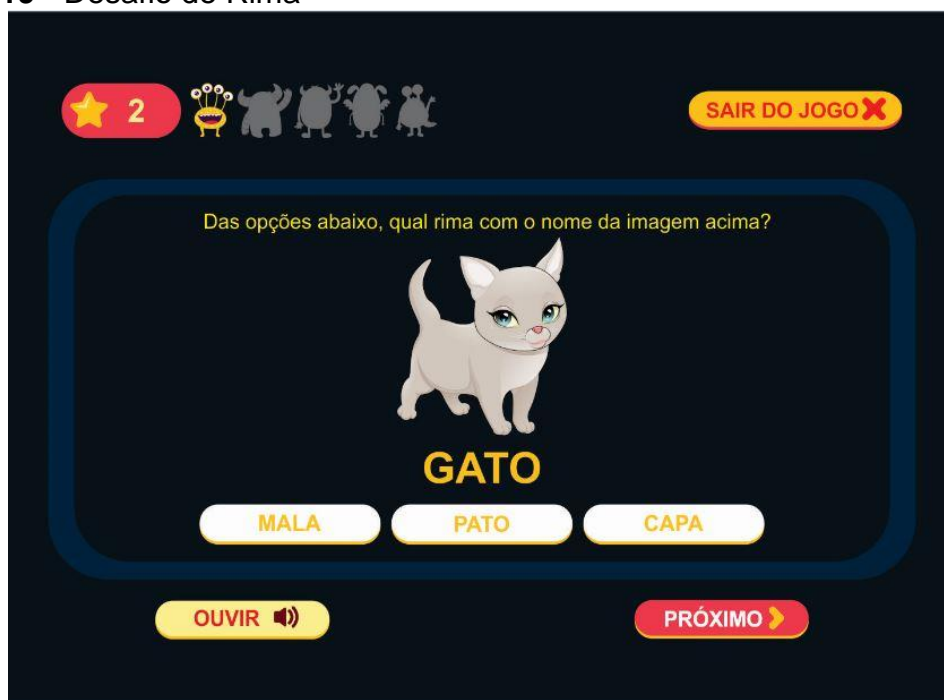 2
SAIR DO JOGO
Das opções abaixo, qual rima com o nome da imagem acima?
GATO
MALA
PATO
CAPA
OUVIR
PRÓXIMO